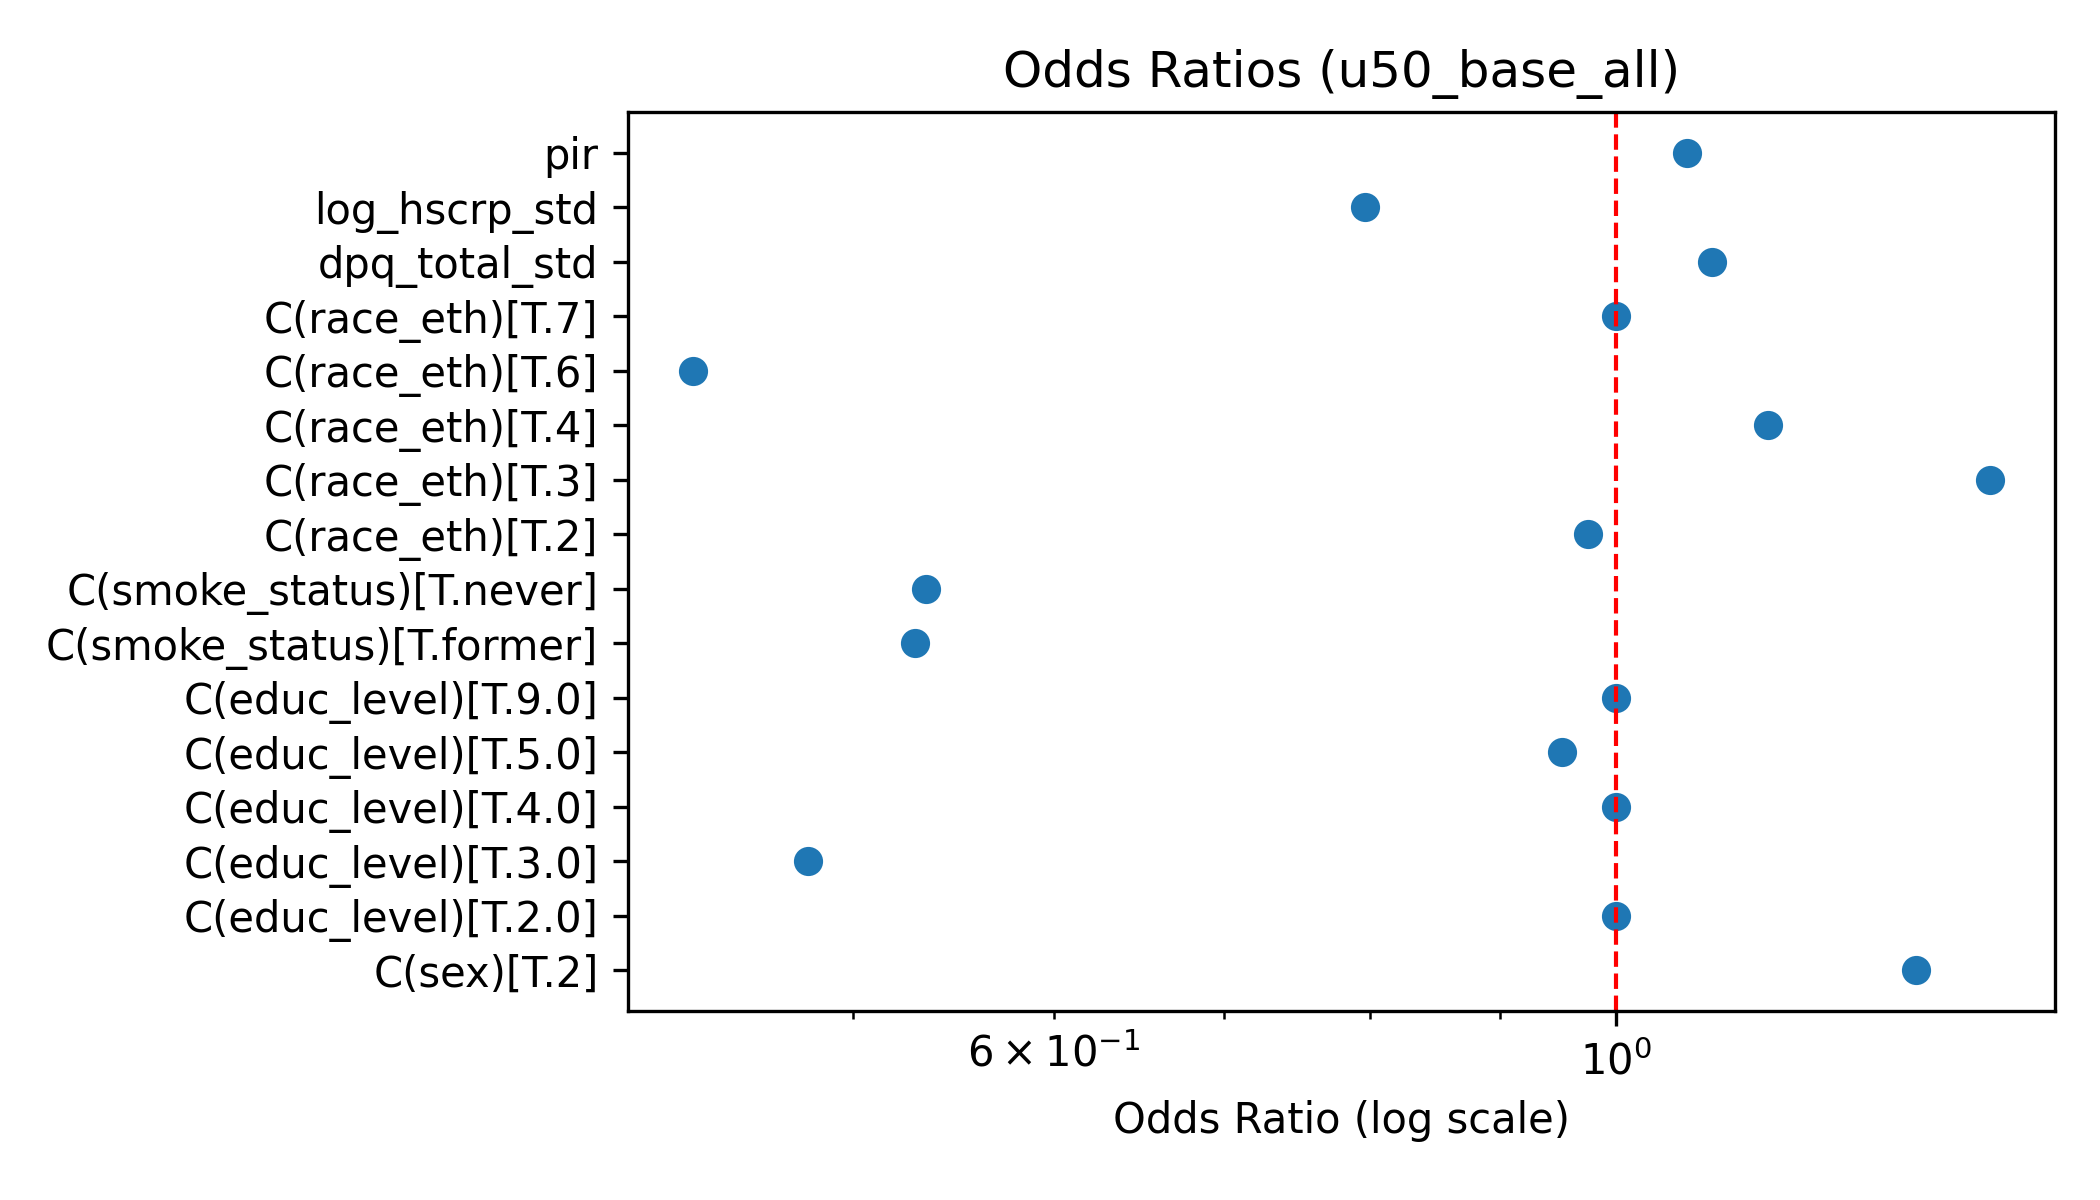 Odds Ratios (u50_base_all)
pir
log_hscrp_std
dpq_total_std
C(race_eth)[T.7]
C(race_eth)[T.6]
C(race_eth)[T.4]
C(race_eth)[T.3]
C(race_eth)[T.2]
C(smoke_status)[T.never]
C(smoke_status)[T.former]
C(educ_level)[T.9.0]
C(educ_level)[T.5.0]
C(educ_level)[T.4.0]
C(educ_level)[T.3.0]
C(educ_level)[T.2.0]
C(sex)[T.2]
6 × 10⁻¹ 10⁰
Odds Ratio (log scale)